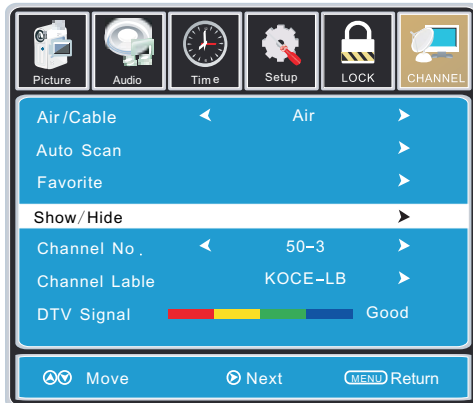 Picture Audio Time Setup LOCK CHANNEL
Air/Cable Air
Auto Scan
Favorite
Show/Hide
Channel No. 50-3
Channel Lable KOCE-LB
DTV Signal Good
Move Next MENU Return